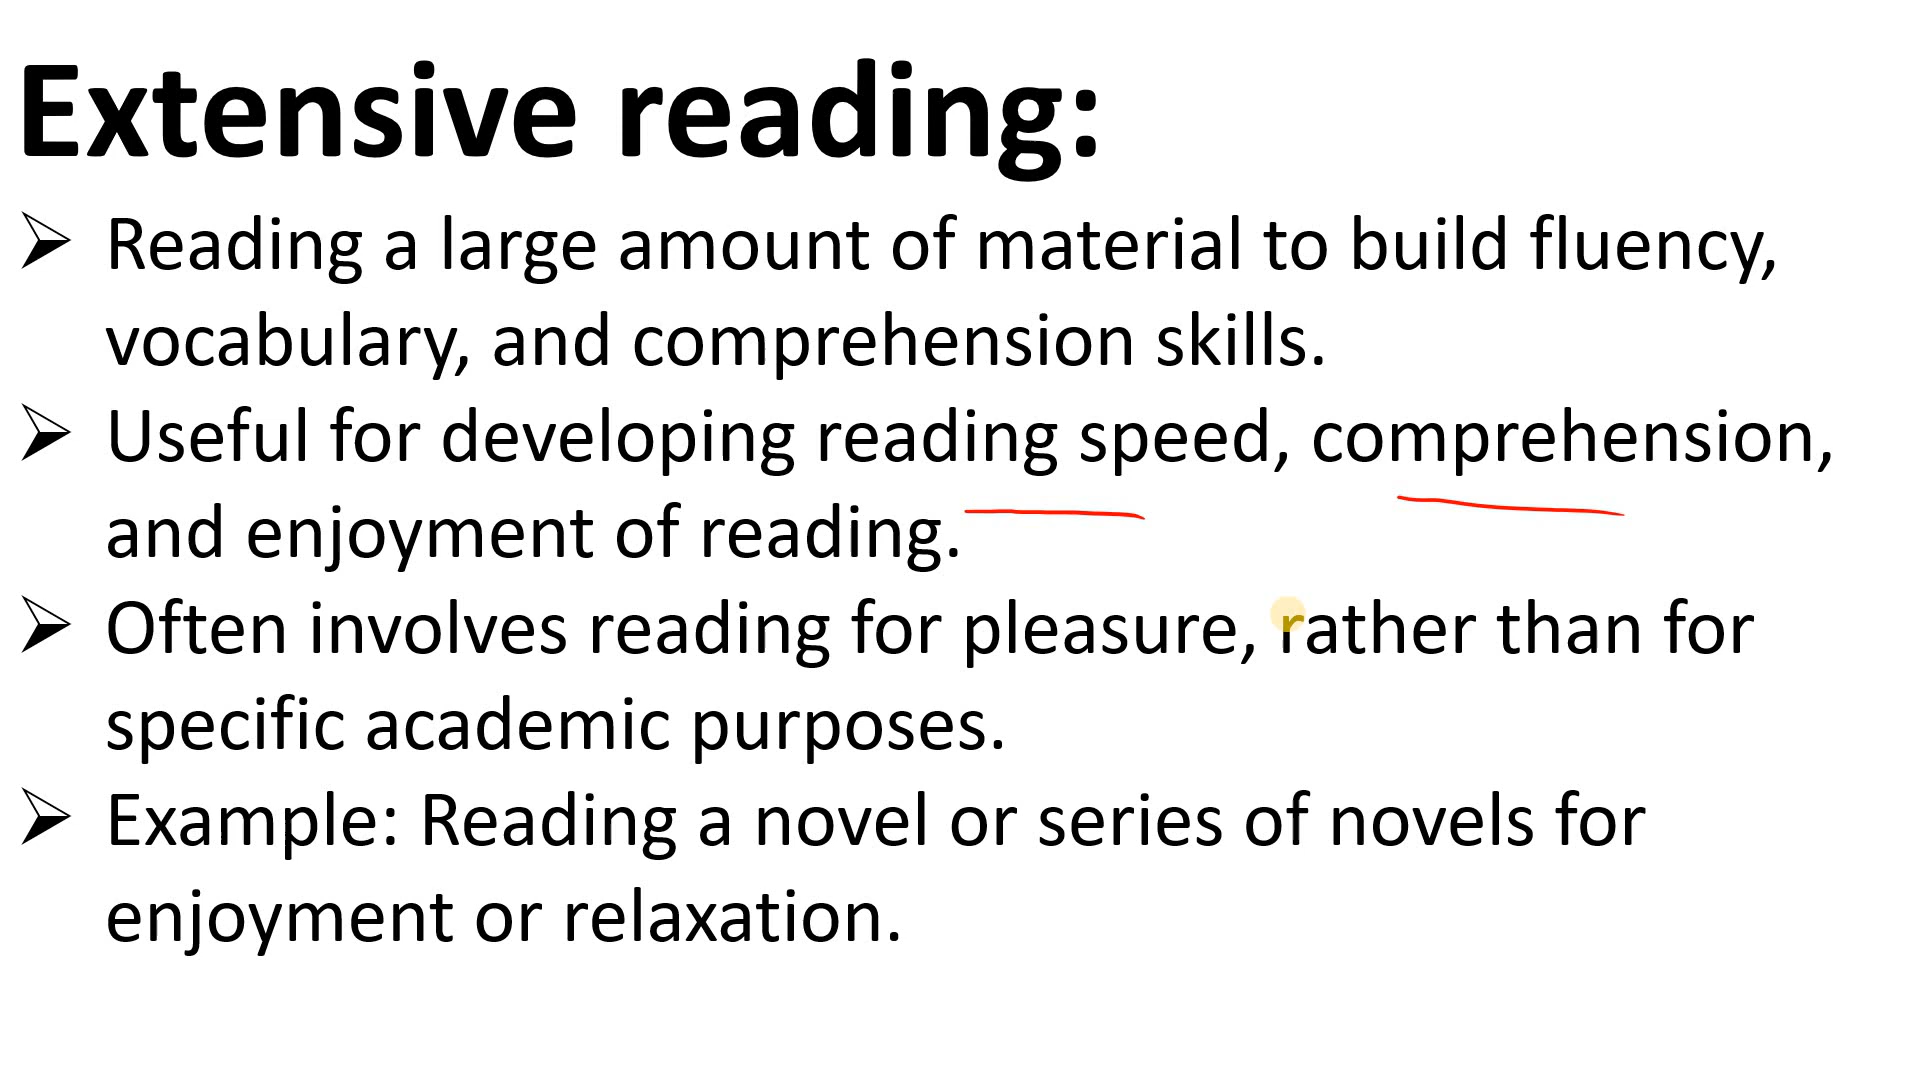 Extensive reading:
➢ Reading a large amount of material to build fluency,
vocabulary, and comprehension skills.
➢ Useful for developing reading speed, comprehension,
and enjoyment of reading.
➢ Often involves reading for pleasure, rather than for
specific academic purposes.
➢ Example: Reading a novel or series of novels for
enjoyment or relaxation.